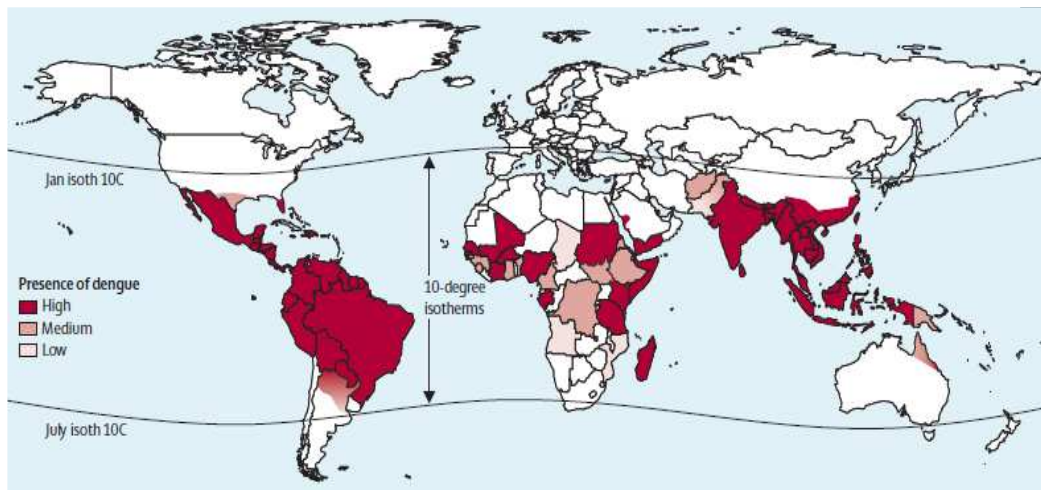 Jan isoth 10C
Presence of dengue
High
Medium
Low
10-degree
isotherms
July isoth 10C